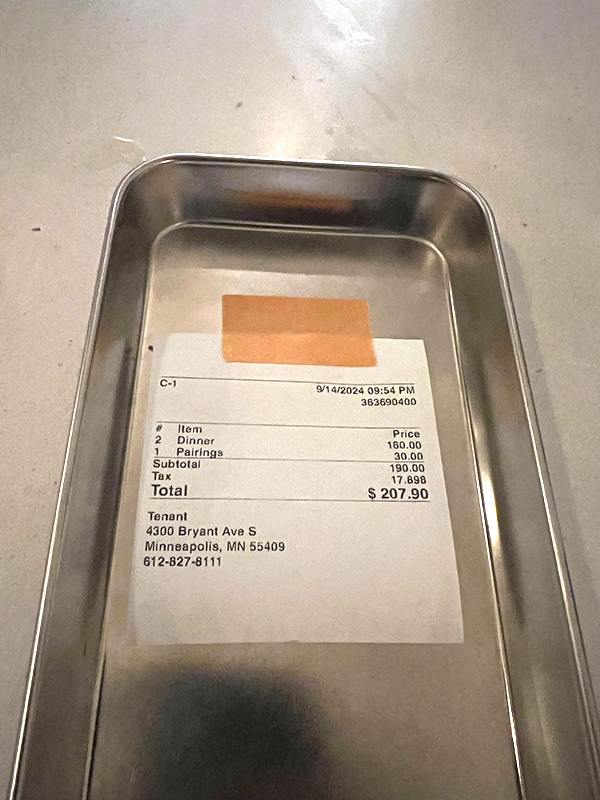 C-1
9/14/2024 09:54 PM
363690400
# Item Price
2 Dinner 160.00
1 Pairings 30.00
Subtotal 190.00
Tax 17.898
Total $ 207.90
Tenant
4300 Bryant Ave S
Minneapolis, MN 55409
612-827-8111